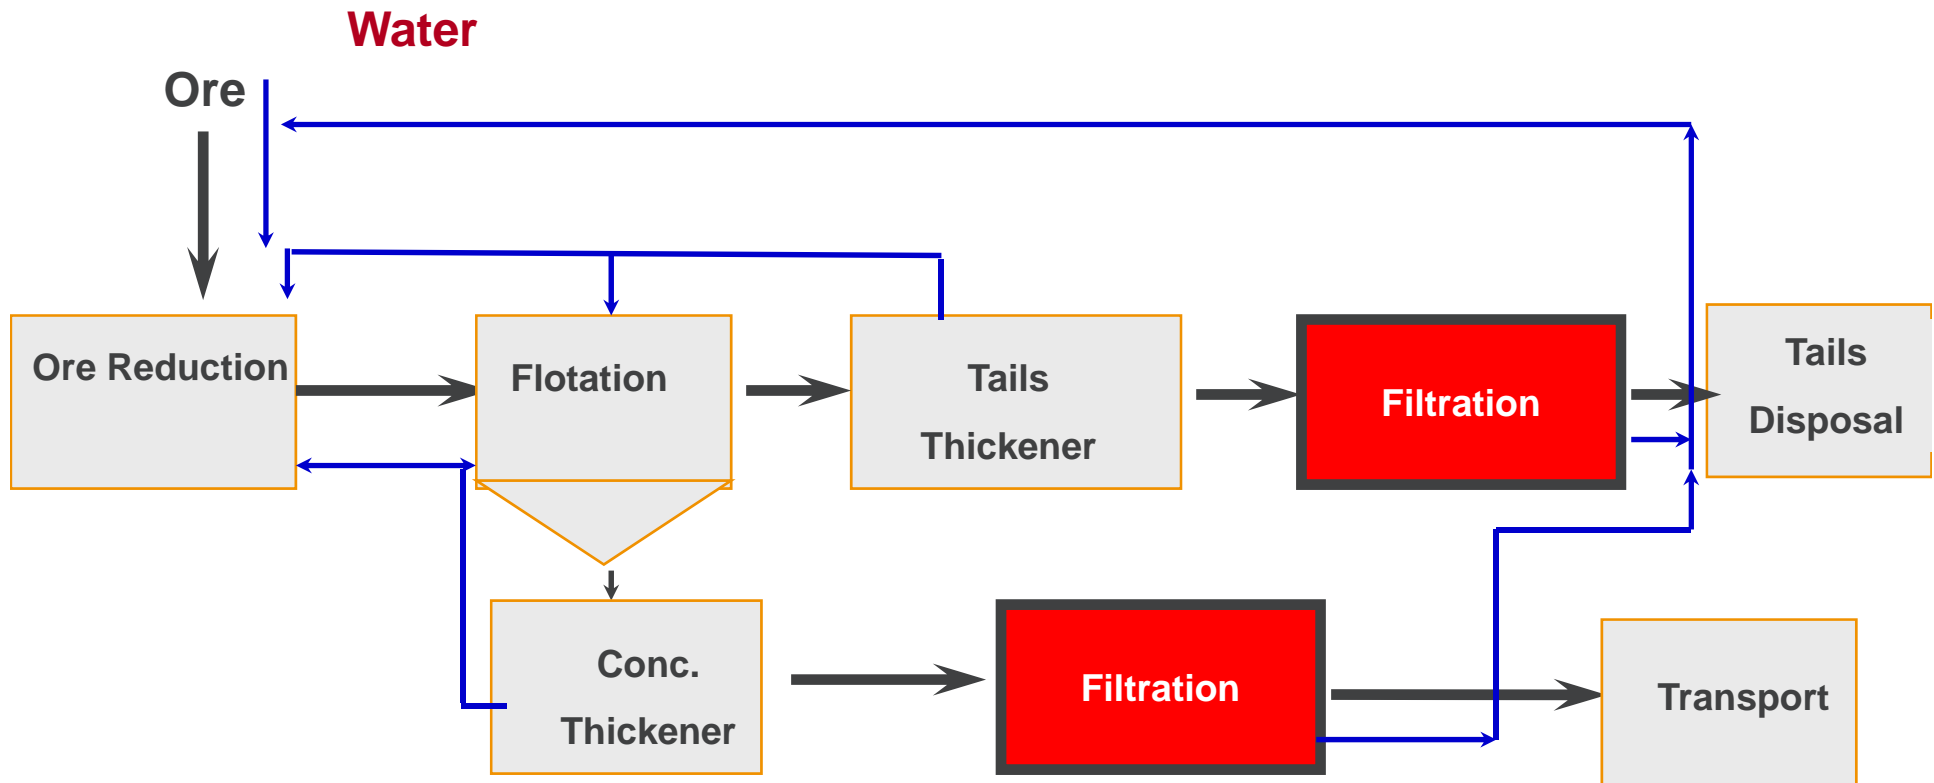 Water
Ore
Ore Reduction
Flotation
Tails
Thickener
Filtration
Tails
Disposal
Conc.
Thickener
Filtration
Transport